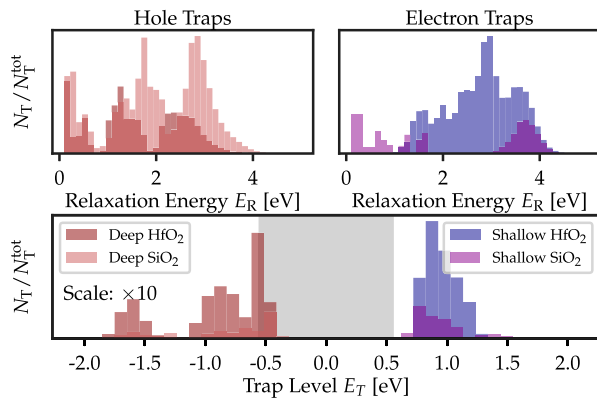 Hole Traps
Electron Traps
N_T / N_T^tot
0 2 4
0 2 4
Relaxation Energy E_R [eV]
Relaxation Energy E_R [eV]
N_T / N_T^tot
Deep HfO₂
Deep SiO₂
Shallow HfO₂
Shallow SiO₂
Scale: ×10
-2.0 -1.5 -1.0 -0.5 0.0 0.5 1.0 1.5 2.0
Trap Level E_T [eV]